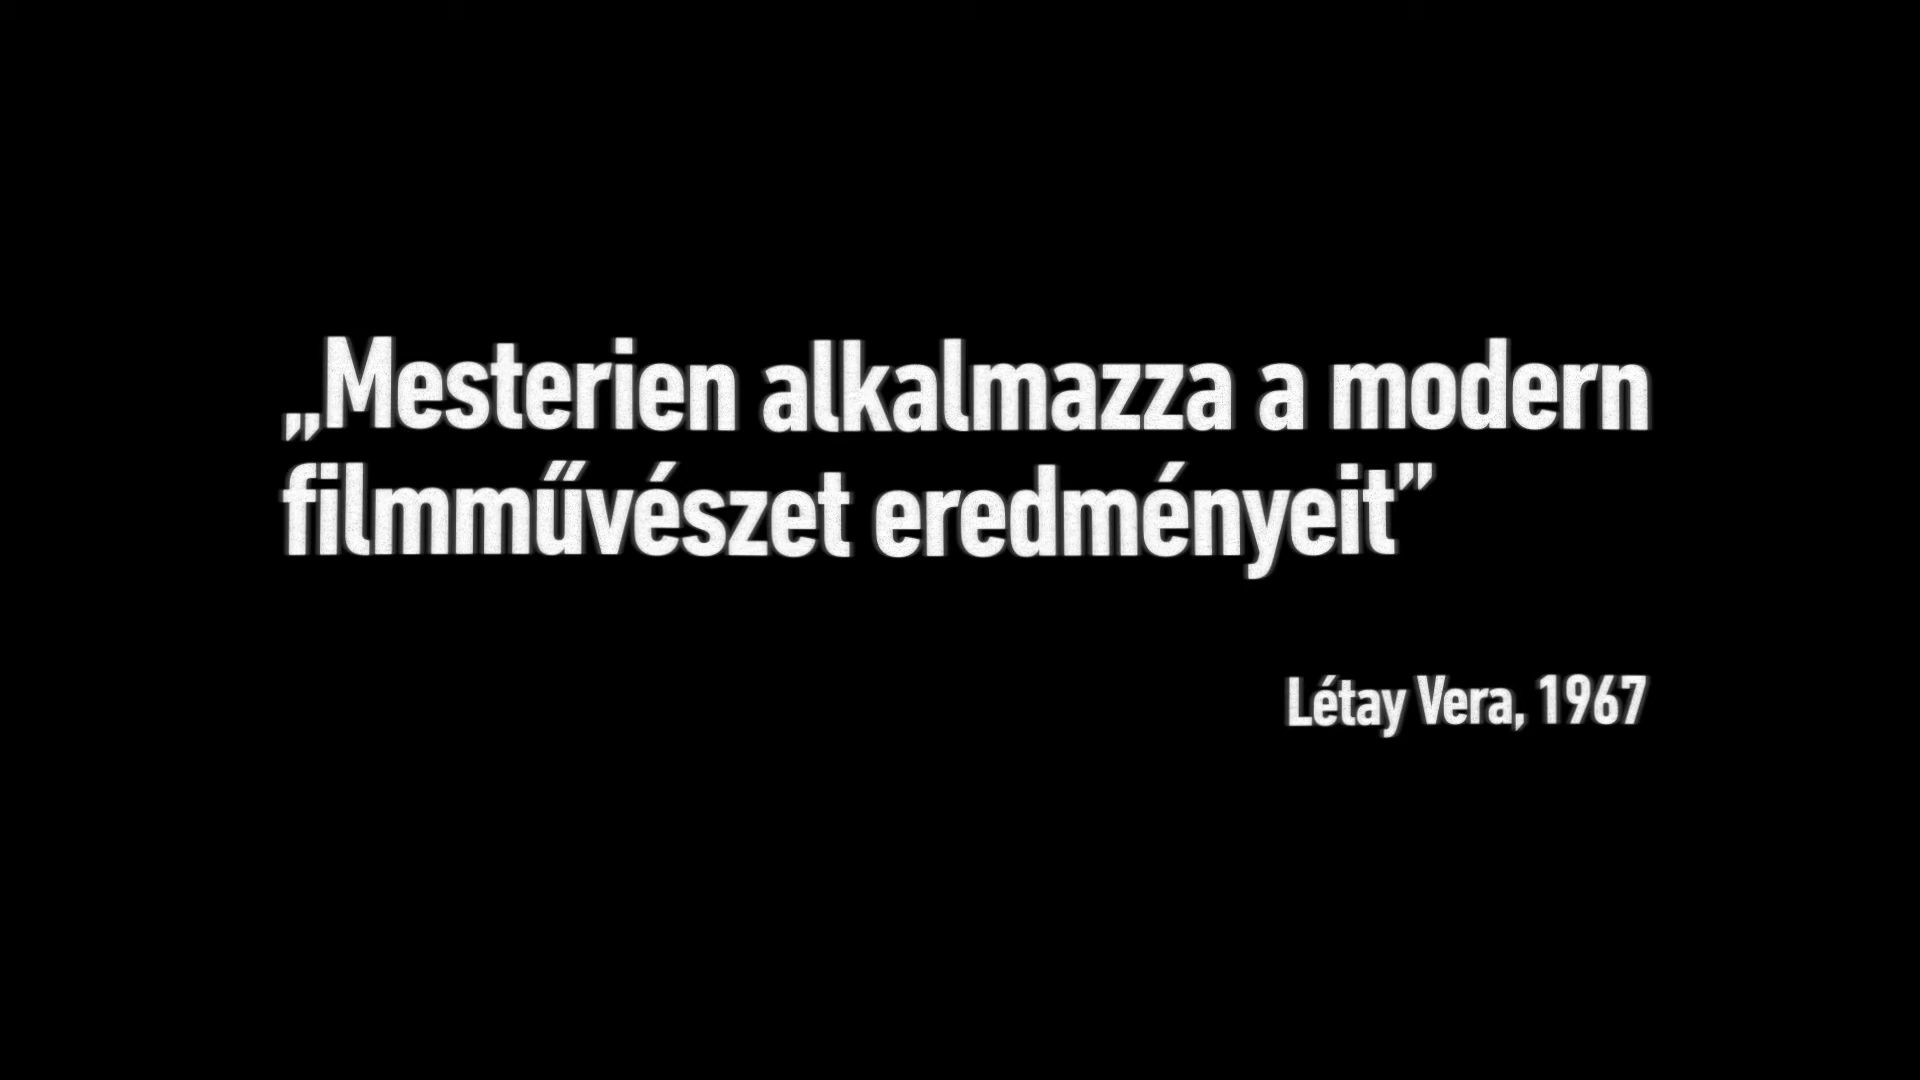 „Mesterien alkalmazza a modern
filmművészet eredményeit”
Létay Vera, 1967